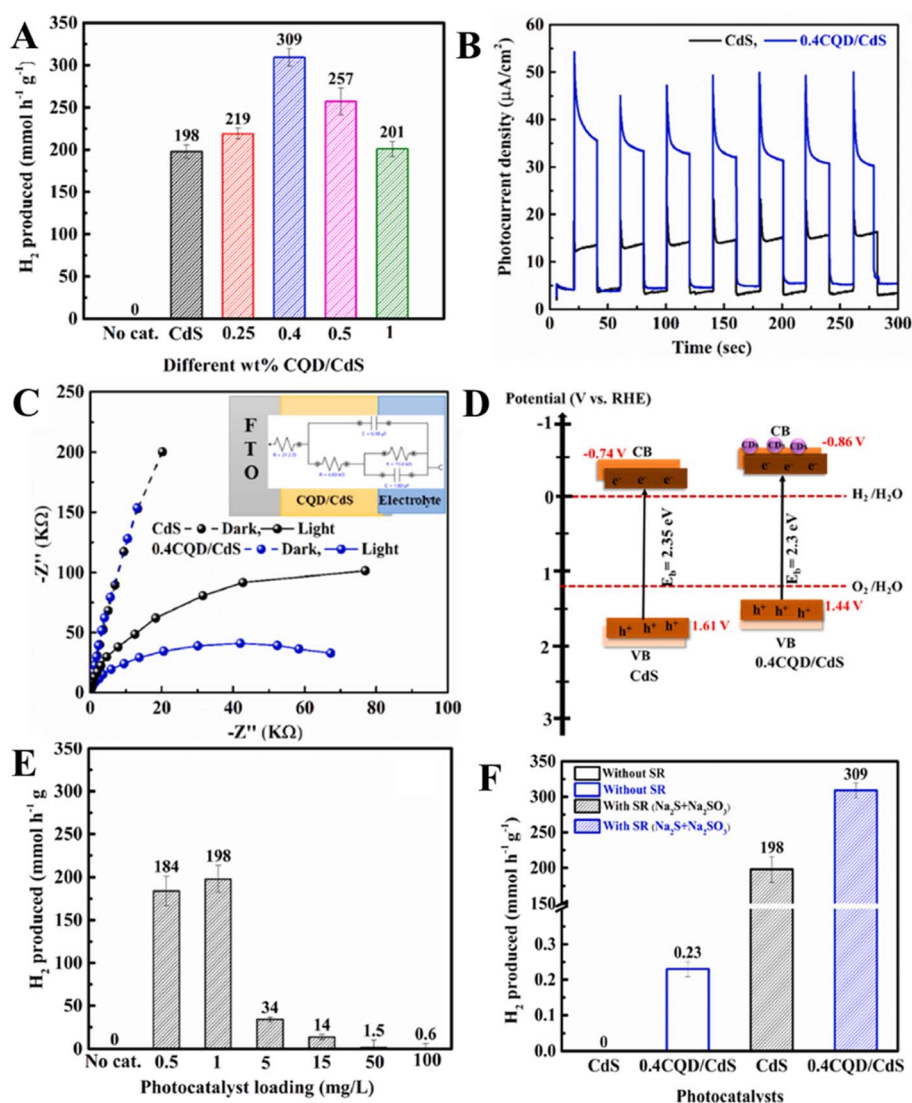 A
H₂ produced (mmol h⁻¹ g⁻¹)
350
300
250
200
150
100
50
0
0
198
219
309
257
201
No cat. CdS 0.25 0.4 0.5 1
Different wt% CQD/CdS
B
Photocurrent density (μA/cm²)
60
50
40
30
20
10
0
CdS, 0.4CQD/CdS
0 50 100 150 200 250 300
Time (sec)
C
-Z'' (KΩ)
250
200
150
100
50
0
F
T
O
CQD/CdS
Electrolyte
CdS Dark, Light
0.4CQD/CdS Dark, Light
0 20 40 60 80 100
-Z'' (KΩ)
D
Potential (V vs. RHE)
-1
0
1
2
3
-0.74 V CB
e⁻ e⁻ e⁻
CB
CDs CDs CDs
-0.86 V
e⁻ e⁻ e⁻
H₂ /H₂O
E_b= 2.35 eV
E_b= 2.3 eV
O₂ /H₂O
h⁺ h⁺ h⁺
1.61 V
h⁺ h⁺ h⁺
1.44 V
VB
CdS
VB
0.4CQD/CdS
E
H₂ produced (mmol h⁻¹ g
350
300
250
200
150
100
50
0
0
184
198
34
14
1.5
0.6
No cat. 0.5 1 5 15 50 100
Photocatalyst loading (mg/L)
F
H₂ produced (mmol h⁻¹ g⁻¹)
350
300
250
200
150
0.3
0.2
0.1
0.0
Without SR
Without SR
With SR (Na₂S+Na₂SO₃)
With SR (Na₂S+Na₂SO₃)
0
0.23
198
309
CdS 0.4CQD/CdS CdS 0.4CQD/CdS
Photocatalysts